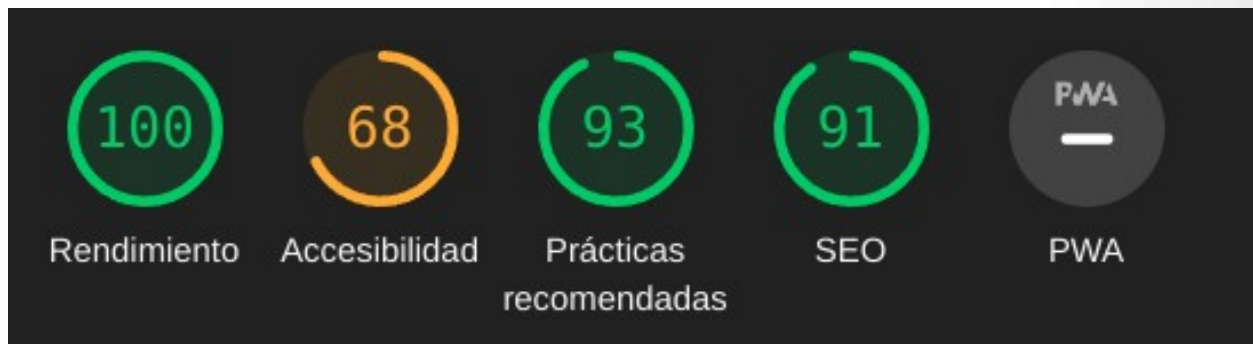 100 68 93 91 PWA
Rendimiento Accesibilidad Prácticas recomendadas SEO PWA